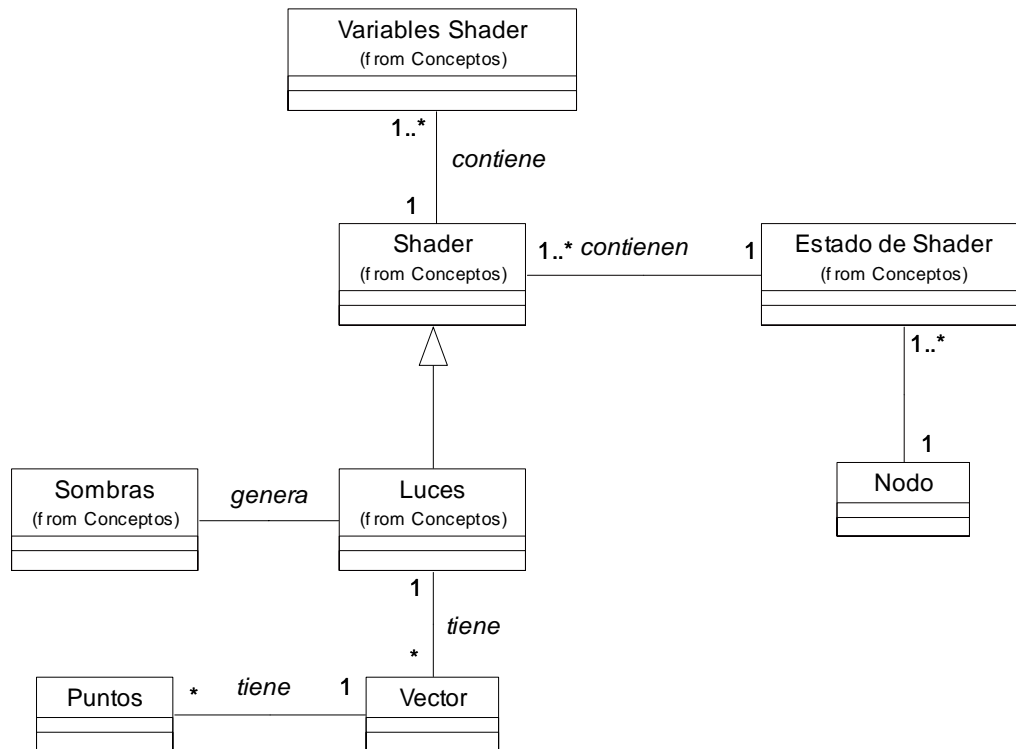 Variables Shader
(from Conceptos)
1..*
contiene
1
Shader
(from Conceptos)
1..* contienen 1
Estado de Shader
(from Conceptos)
1..*
1
Nodo
Sombras
(from Conceptos)
genera
Luces
(from Conceptos)
1
tiene
*
Puntos
* tiene 1
Vector